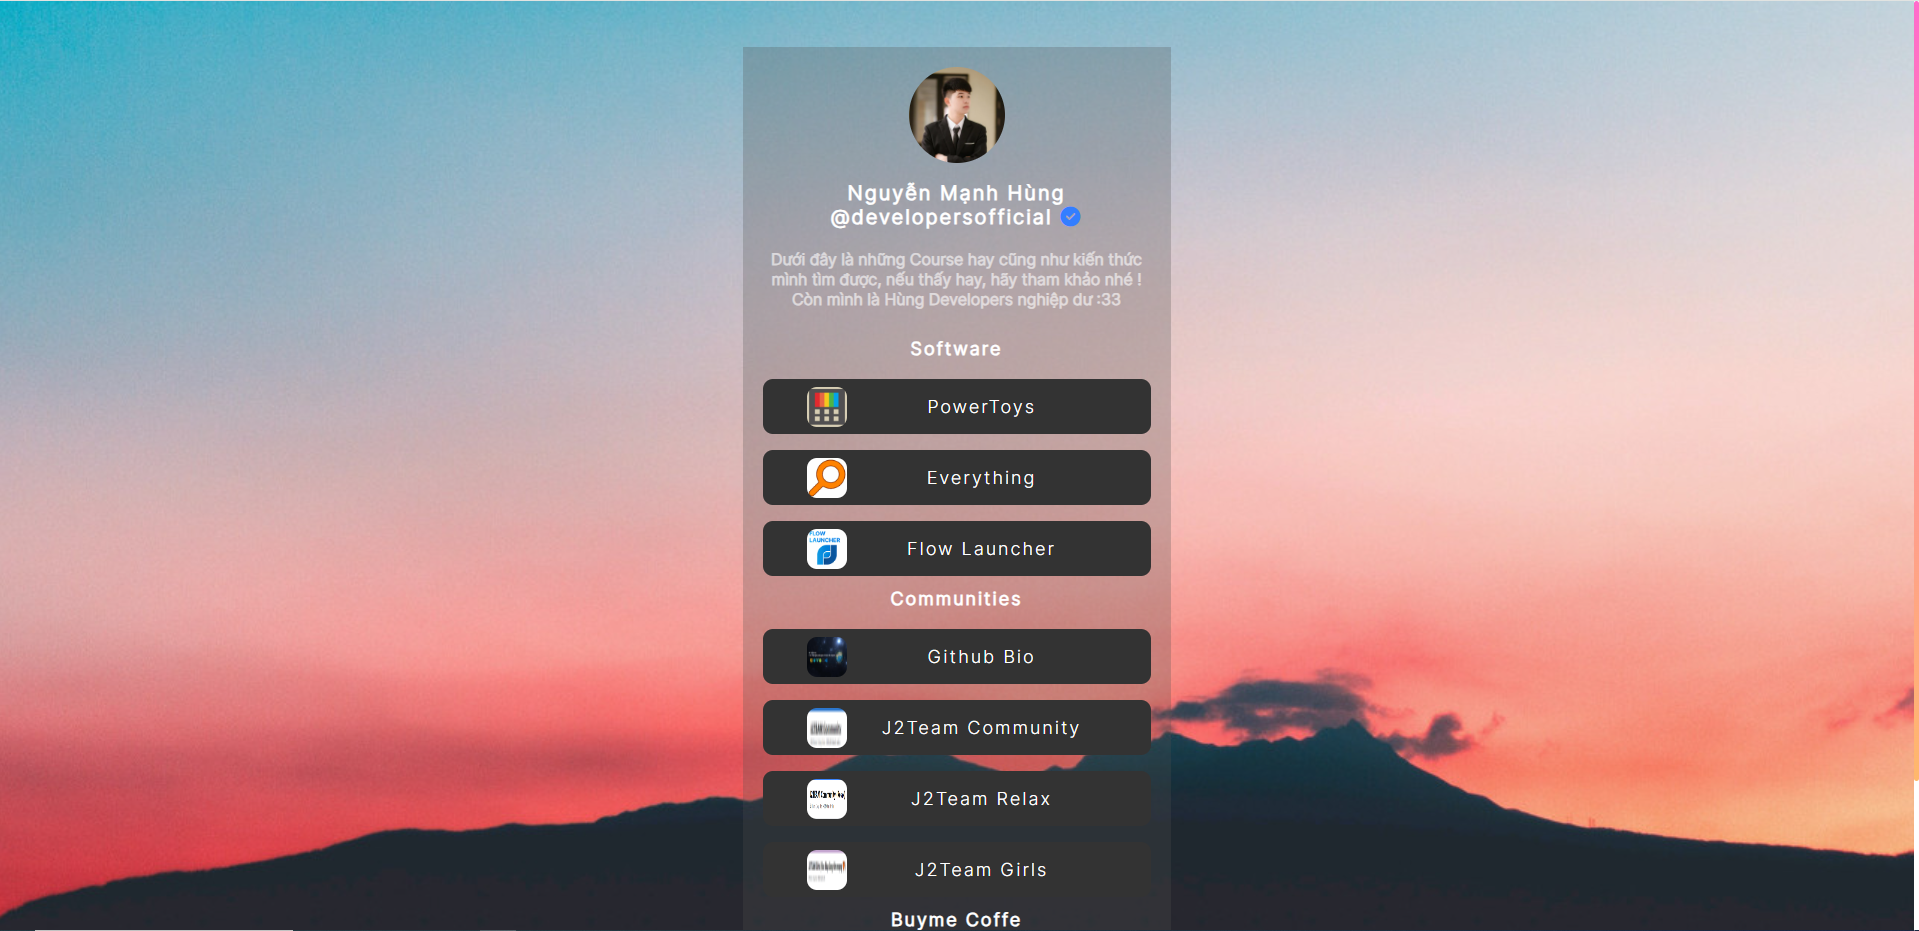 Nguyễn Mạnh Hùng
@developersofficial
Dưới đây là những Course hay cũng như kiến thức
mình tìm được, nếu thấy hay, hãy tham khảo nhé !
Còn mình là Hùng Developers nghiệp dư :33
Software
PowerToys
Everything
FLOW
LAUNCHER
Flow Launcher
Communities
Github Bio
J2Team Community
J2Team Relax
J2Team Girls
Buyme Coffe